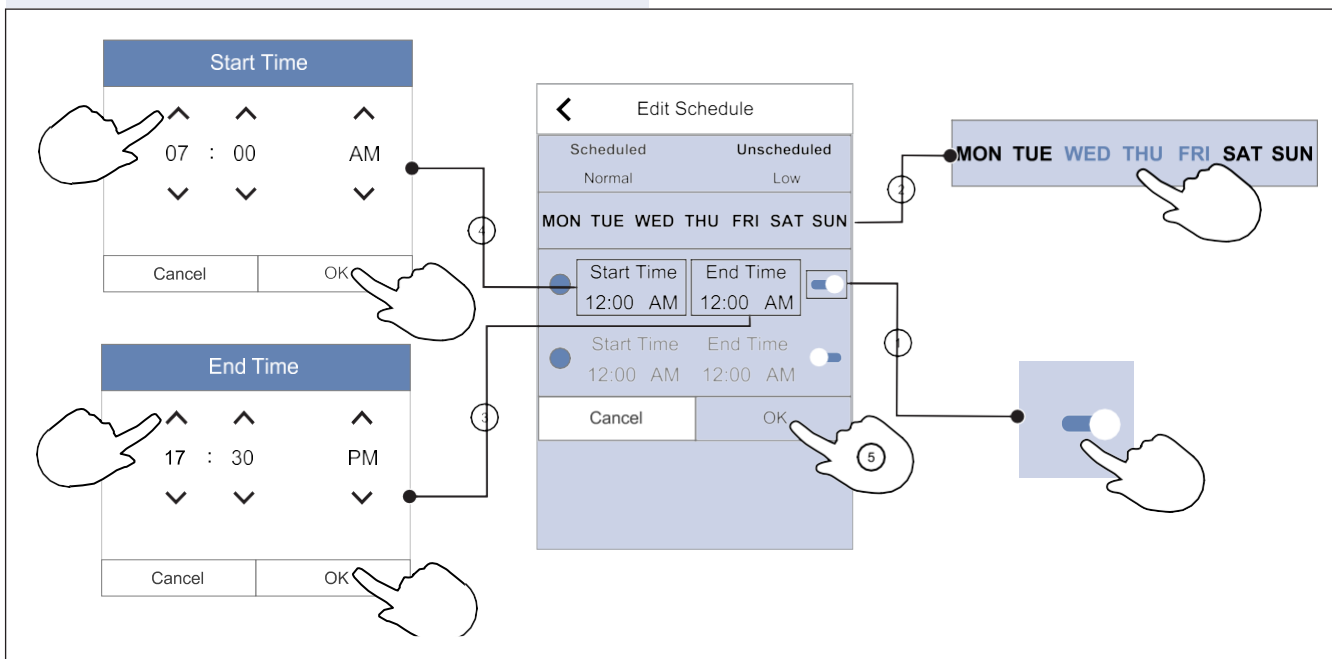 Start Time
07 : 00 AM
Cancel OK
4
End Time
17 : 30 PM
Cancel OK
3
Edit Schedule
Scheduled Unscheduled
Normal Low
MON TUE WED THU FRI SAT SUN
Start Time End Time
12:00 AM 12:00 AM
Start Time End Time
12:00 AM 12:00 AM
Cancel OK
5
2
MON TUE WED THU FRI SAT SUN
1